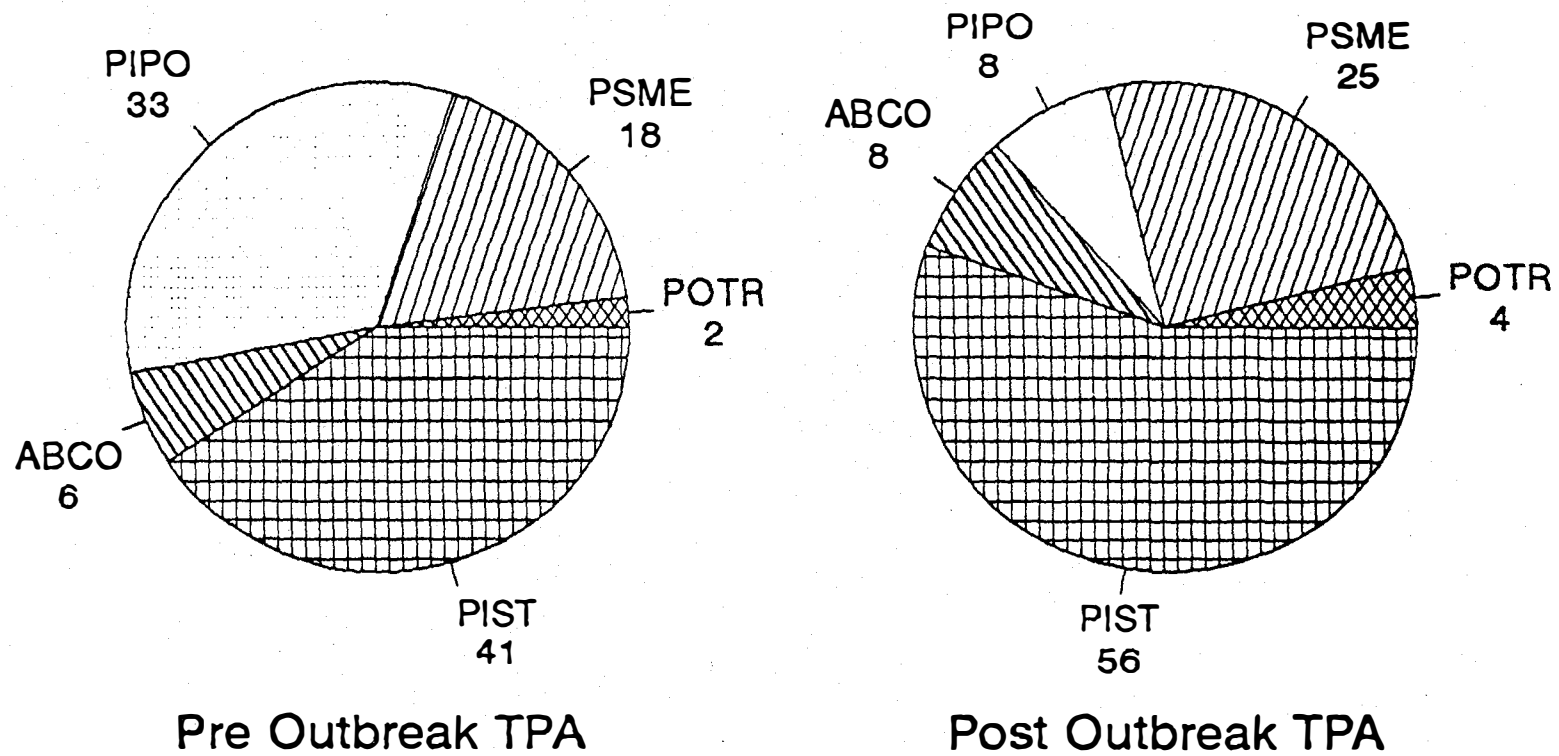 PIPO
33
PSME
18
POTR
2
ABCO
6
PIST
41
Pre Outbreak TPA
PIPO
8
PSME
25
ABCO
8
POTR
4
PIST
56
Post Outbreak TPA